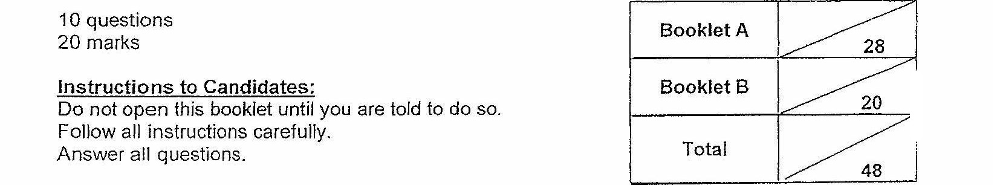 10 questions
20 marks
Instructions to Candidates:
Do not open this booklet until you are told to do so.
Follow all instructions carefully.
Answer all questions.
Booklet A
28
Booklet B
20
Total
48